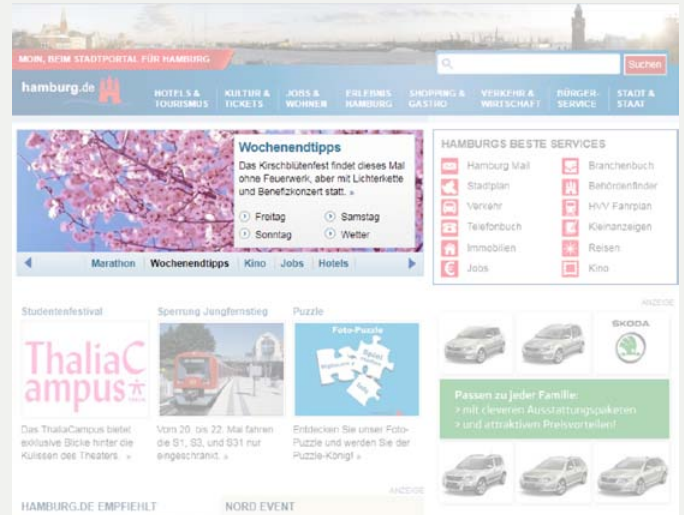 MOIN, BEIM STADTPORTAL FÜR HAMBURG
Suchen
hamburg.de
HOTELS & TOURISMUS
KULTUR & TICKETS
JOBS & WOHNEN
ERLEBNIS HAMBURG
SHOPPING & GASTRO
VERKEHR & WIRTSCHAFT
BÜRGER-SERVICE
STADT & STAAT
Wochenendtipps
Das Kirschblütenfest findet dieses Mal
ohne Feuerwerk, aber mit Lichterkette
und Benefizkonzert statt. »
Freitag
Samstag
Sonntag
Wetter
Marathon Wochenendtipps Kino Jobs Hotels
HAMBURGS BESTE SERVICES
Hamburg Mail
Branchenbuch
Stadtplan
Behördenfinder
Verkehr
HVV Fahrplan
Telefonbuch
Kleinanzeigen
Immobilien
Reisen
Jobs
Kino
Studentenfestival
ThaliaC
ampus
Das ThaliaCampus bietet
exklusive Blicke hinter die
Kulissen des Theaters. »
Sperrung Jungfernstieg
Vom 20. bis 22. Mai fahren
die S1, S3, und S31 nur
eingeschränkt. »
Puzzle
Foto-Puzzle
Spiel
Entdecken Sie unser Foto-
Puzzle und werden Sie der
Puzzle-König! »
ANZEIGE
SKODA
Passen zu jeder Familie:
> mit cleveren Ausstattungspaketen
> und attraktiven Preisvorteilen!
ANZEIGE
HAMBURG.DE EMPFIEHLT
NORD EVENT